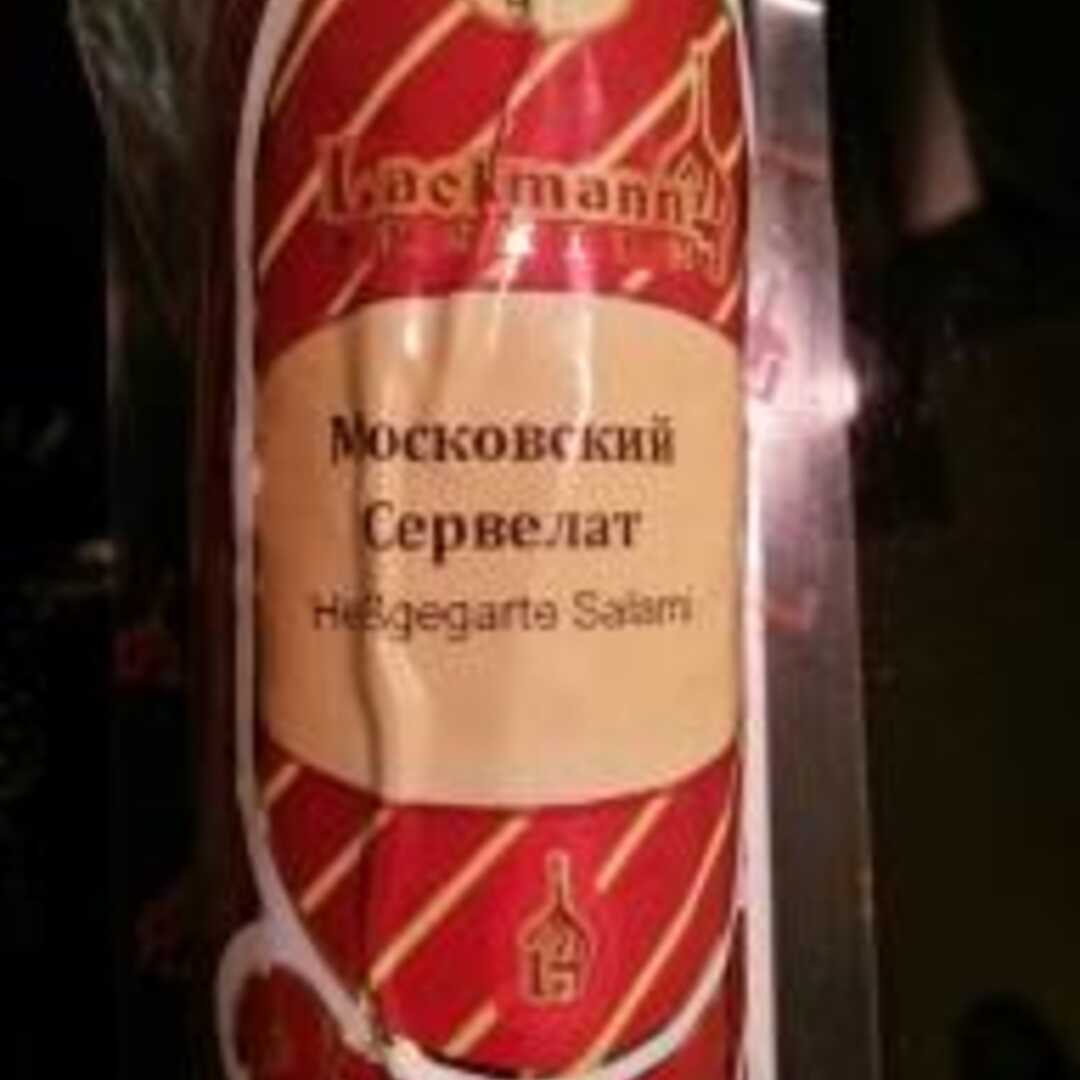 Lackmann
Московский
Сервелат
Heißgegarte Salami